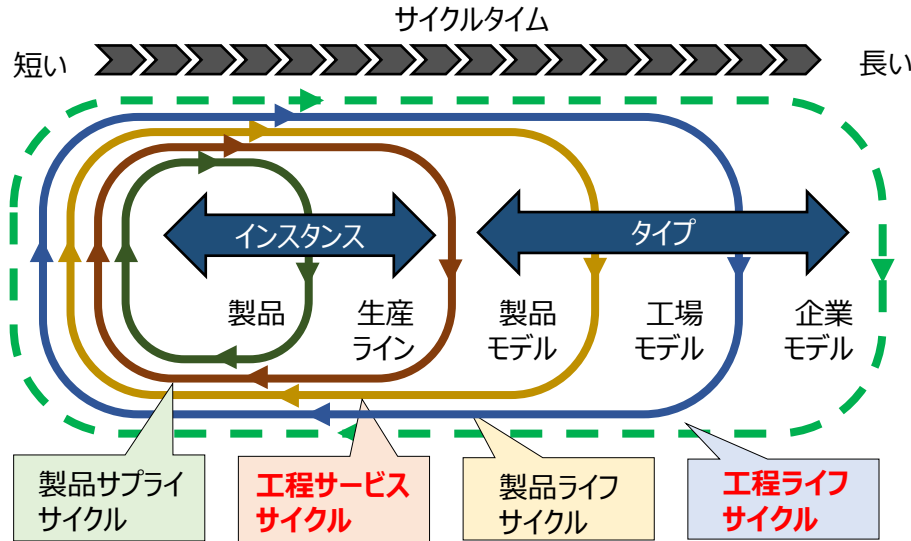 サイクルタイム
短い
長い
インスタンス
タイプ
製品
生産
ライン
製品
モデル
工場
モデル
企業
モデル
製品サプライ
サイクル
工程サービス
サイクル
製品ライフ
サイクル
工程ライフ
サイクル